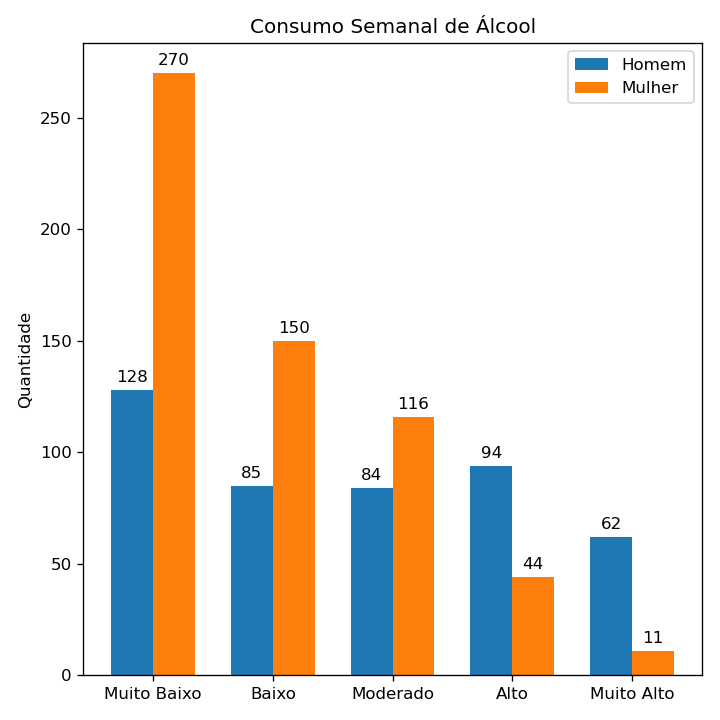 Consumo Semanal de Álcool
Homem
Mulher
Quantidade
250
200
150
100
50
0
128
270
85
150
84
116
94
44
62
11
Muito Baixo
Baixo
Moderado
Alto
Muito Alto